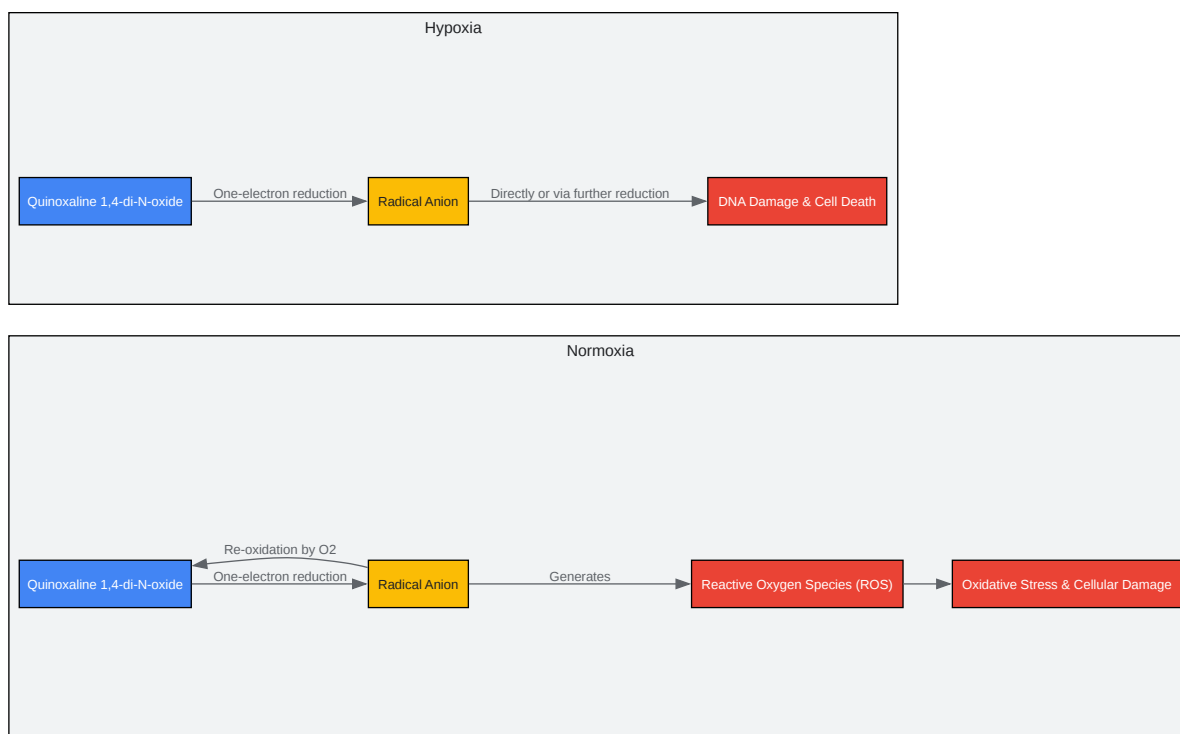 Hypoxia
Quinoxaline 1,4-di-N-oxide
One-electron reduction
Radical Anion
Directly or via further reduction
DNA Damage & Cell Death
Normoxia
Re-oxidation by O2
Quinoxaline 1,4-di-N-oxide
One-electron reduction
Radical Anion
Generates
Reactive Oxygen Species (ROS)
Oxidative Stress & Cellular Damage